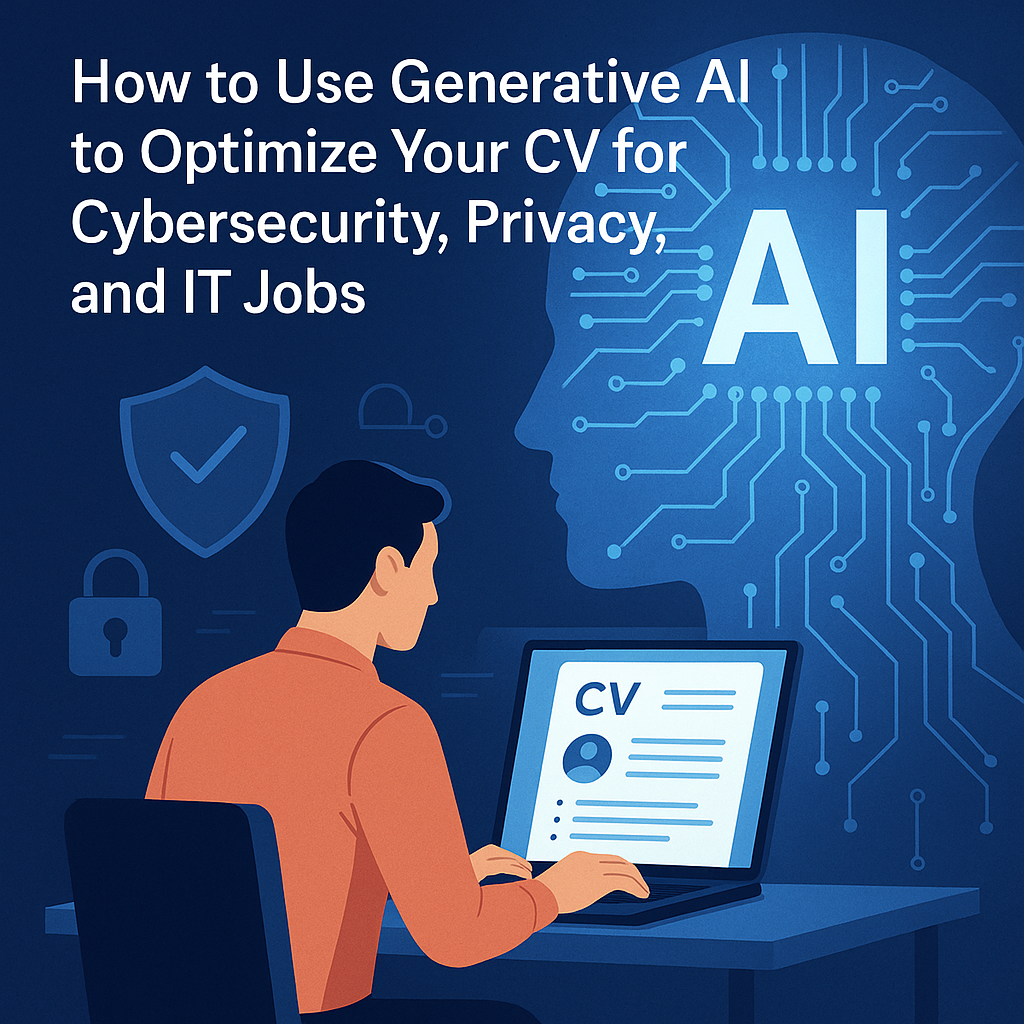 How to Use Generative AI
to Optimize Your CV for
Cybersecurity, Privacy,
and IT Jobs
AI
CV